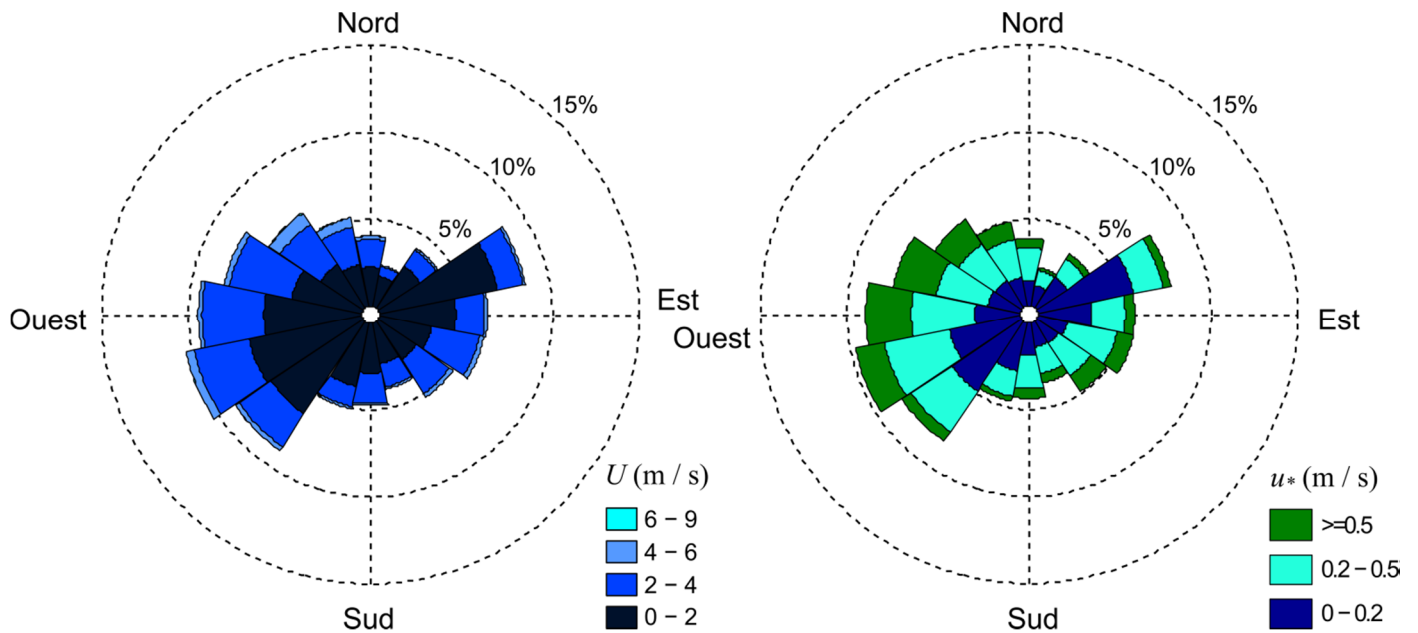 Nord
15%
10%
5%
Est
Ouest
Sud
U (m / s)
6 – 9
4 – 6
2 – 4
0 – 2
Nord
15%
10%
5%
Est
Ouest
Sud
u* (m / s)
>=0.5
0.2 – 0.5
0 – 0.2